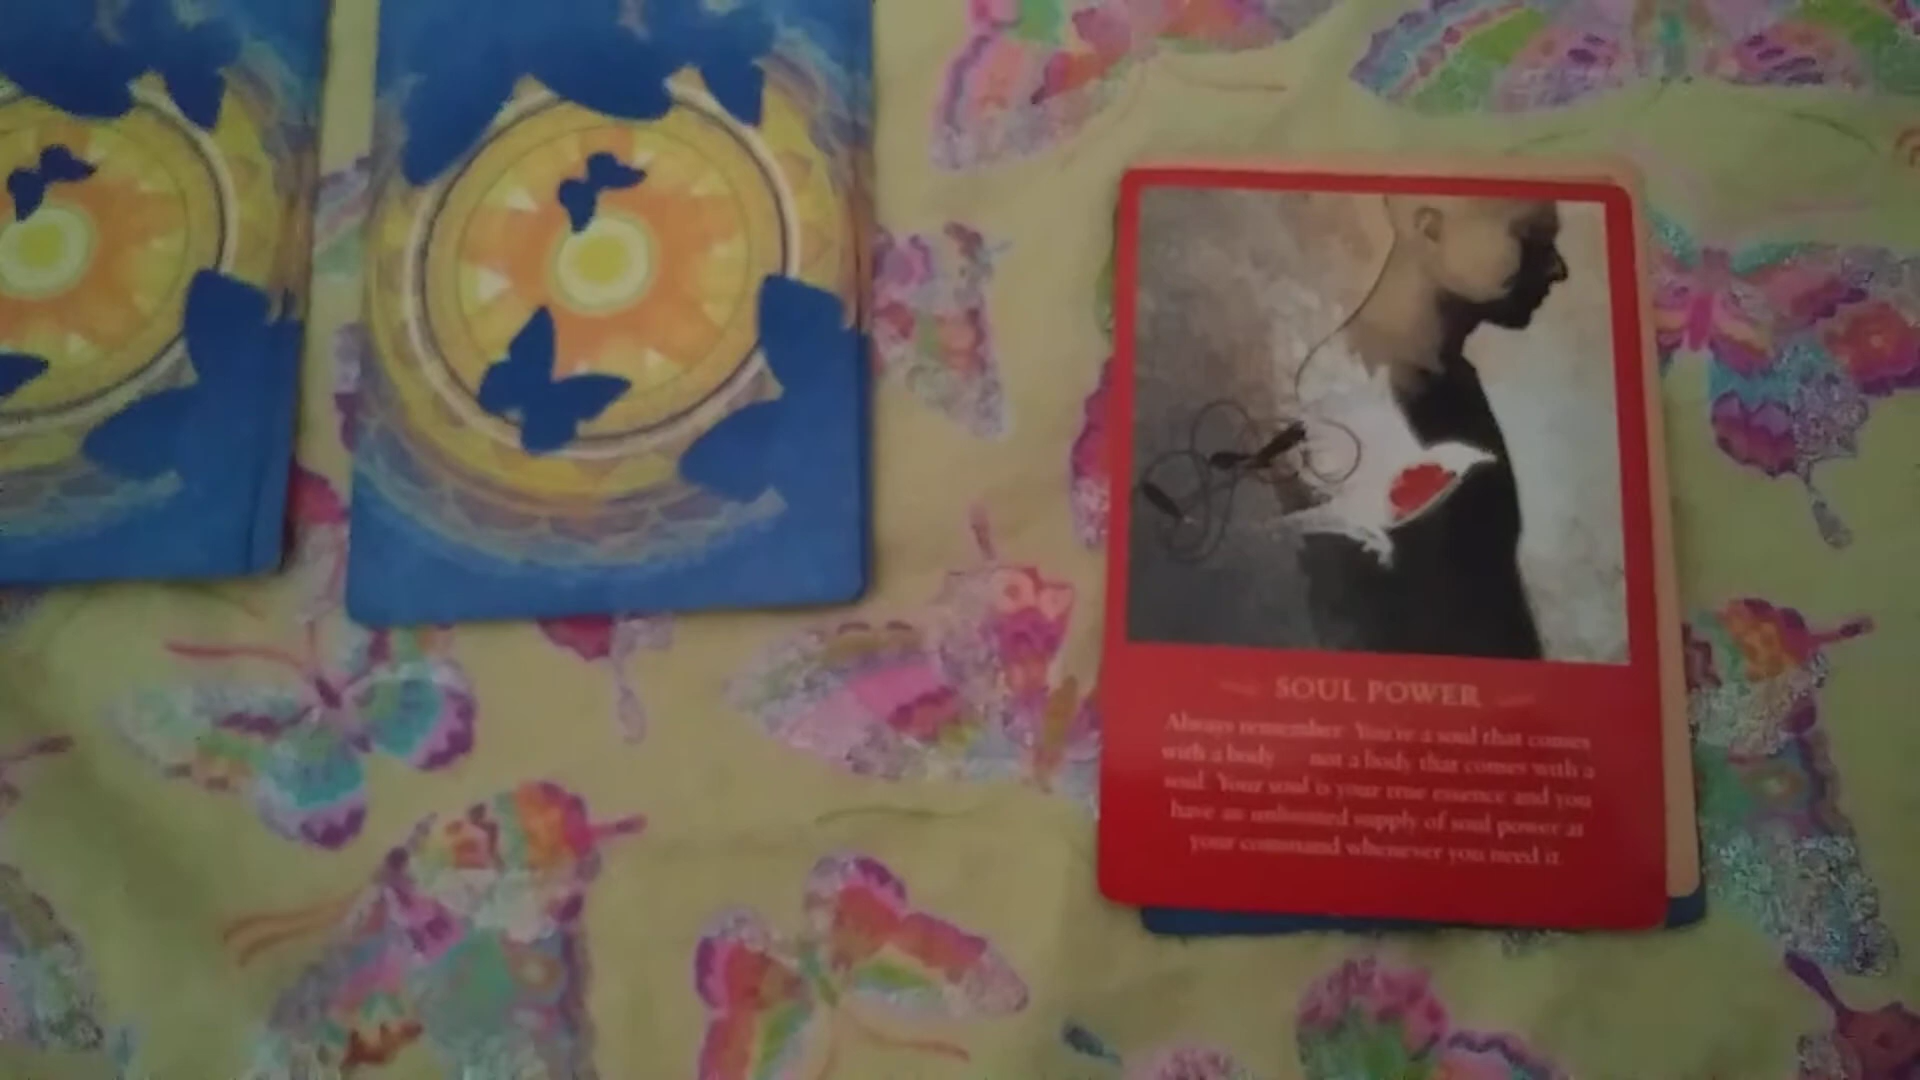 SOUL POWER
Always remember: You're a soul that comes
with a body not a body that comes with a
soul. Your soul is your true essence and you
have an unlimited supply of soul power at
your command whenever you need it.